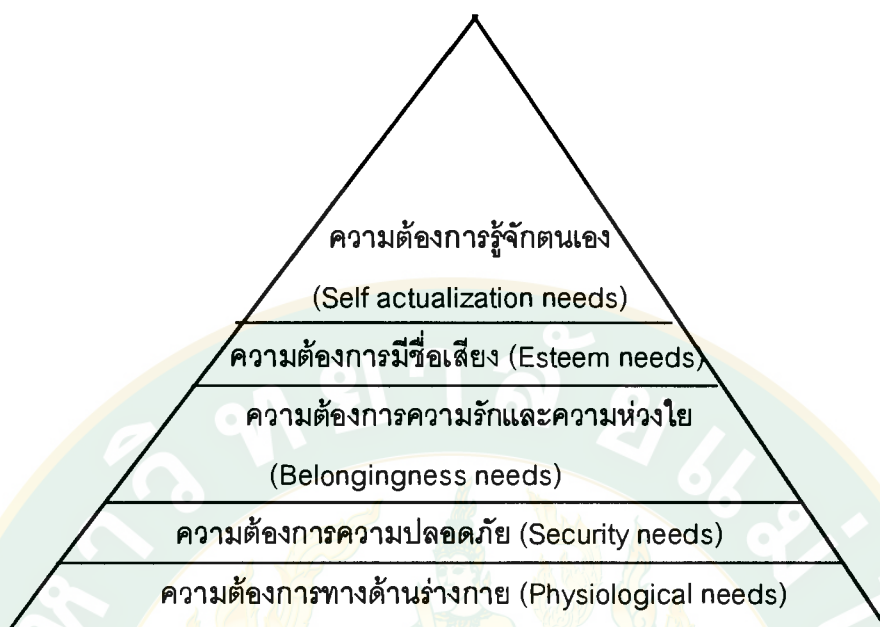 ความต้องการรู้จักตนเอง
(Self actualization needs)
ความต้องการมีชื่อเสียง (Esteem needs)
ความต้องการความรักและความห่วงใย
(Belongingness needs)
ความต้องการความปลอดภัย (Security needs)
ความต้องการทางด้านร่างกาย (Physiological needs)